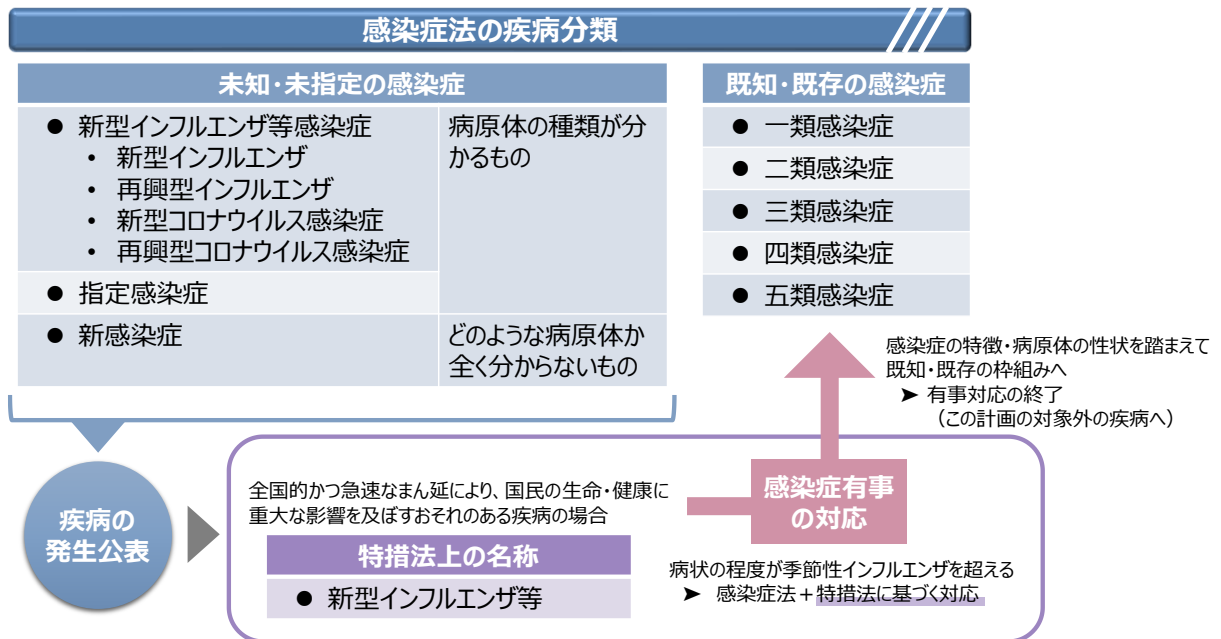 感染症法の疾病分類
未知・未指定の感染症
● 新型インフルエンザ等感染症
・ 新型インフルエンザ
・ 再興型インフルエンザ
・ 新型コロナウイルス感染症
・ 再興型コロナウイルス感染症
病原体の種類が分
かるもの
● 指定感染症
● 新感染症
どのような病原体か
全く分からないもの
既知・既存の感染症
● 一類感染症
● 二類感染症
● 三類感染症
● 四類感染症
● 五類感染症
感染症の特徴・病原体の性状を踏まえて
既知・既存の枠組みへ
➤ 有事対応の終了
（この計画の対象外の疾病へ）
疾病の
発生公表
全国的かつ急速なまん延により、国民の生命・健康に
重大な影響を及ぼすおそれのある疾病の場合
特措法上の名称
● 新型インフルエンザ等
感染症有事
の対応
病状の程度が季節性インフルエンザを超える
➤ 感染症法＋特措法に基づく対応